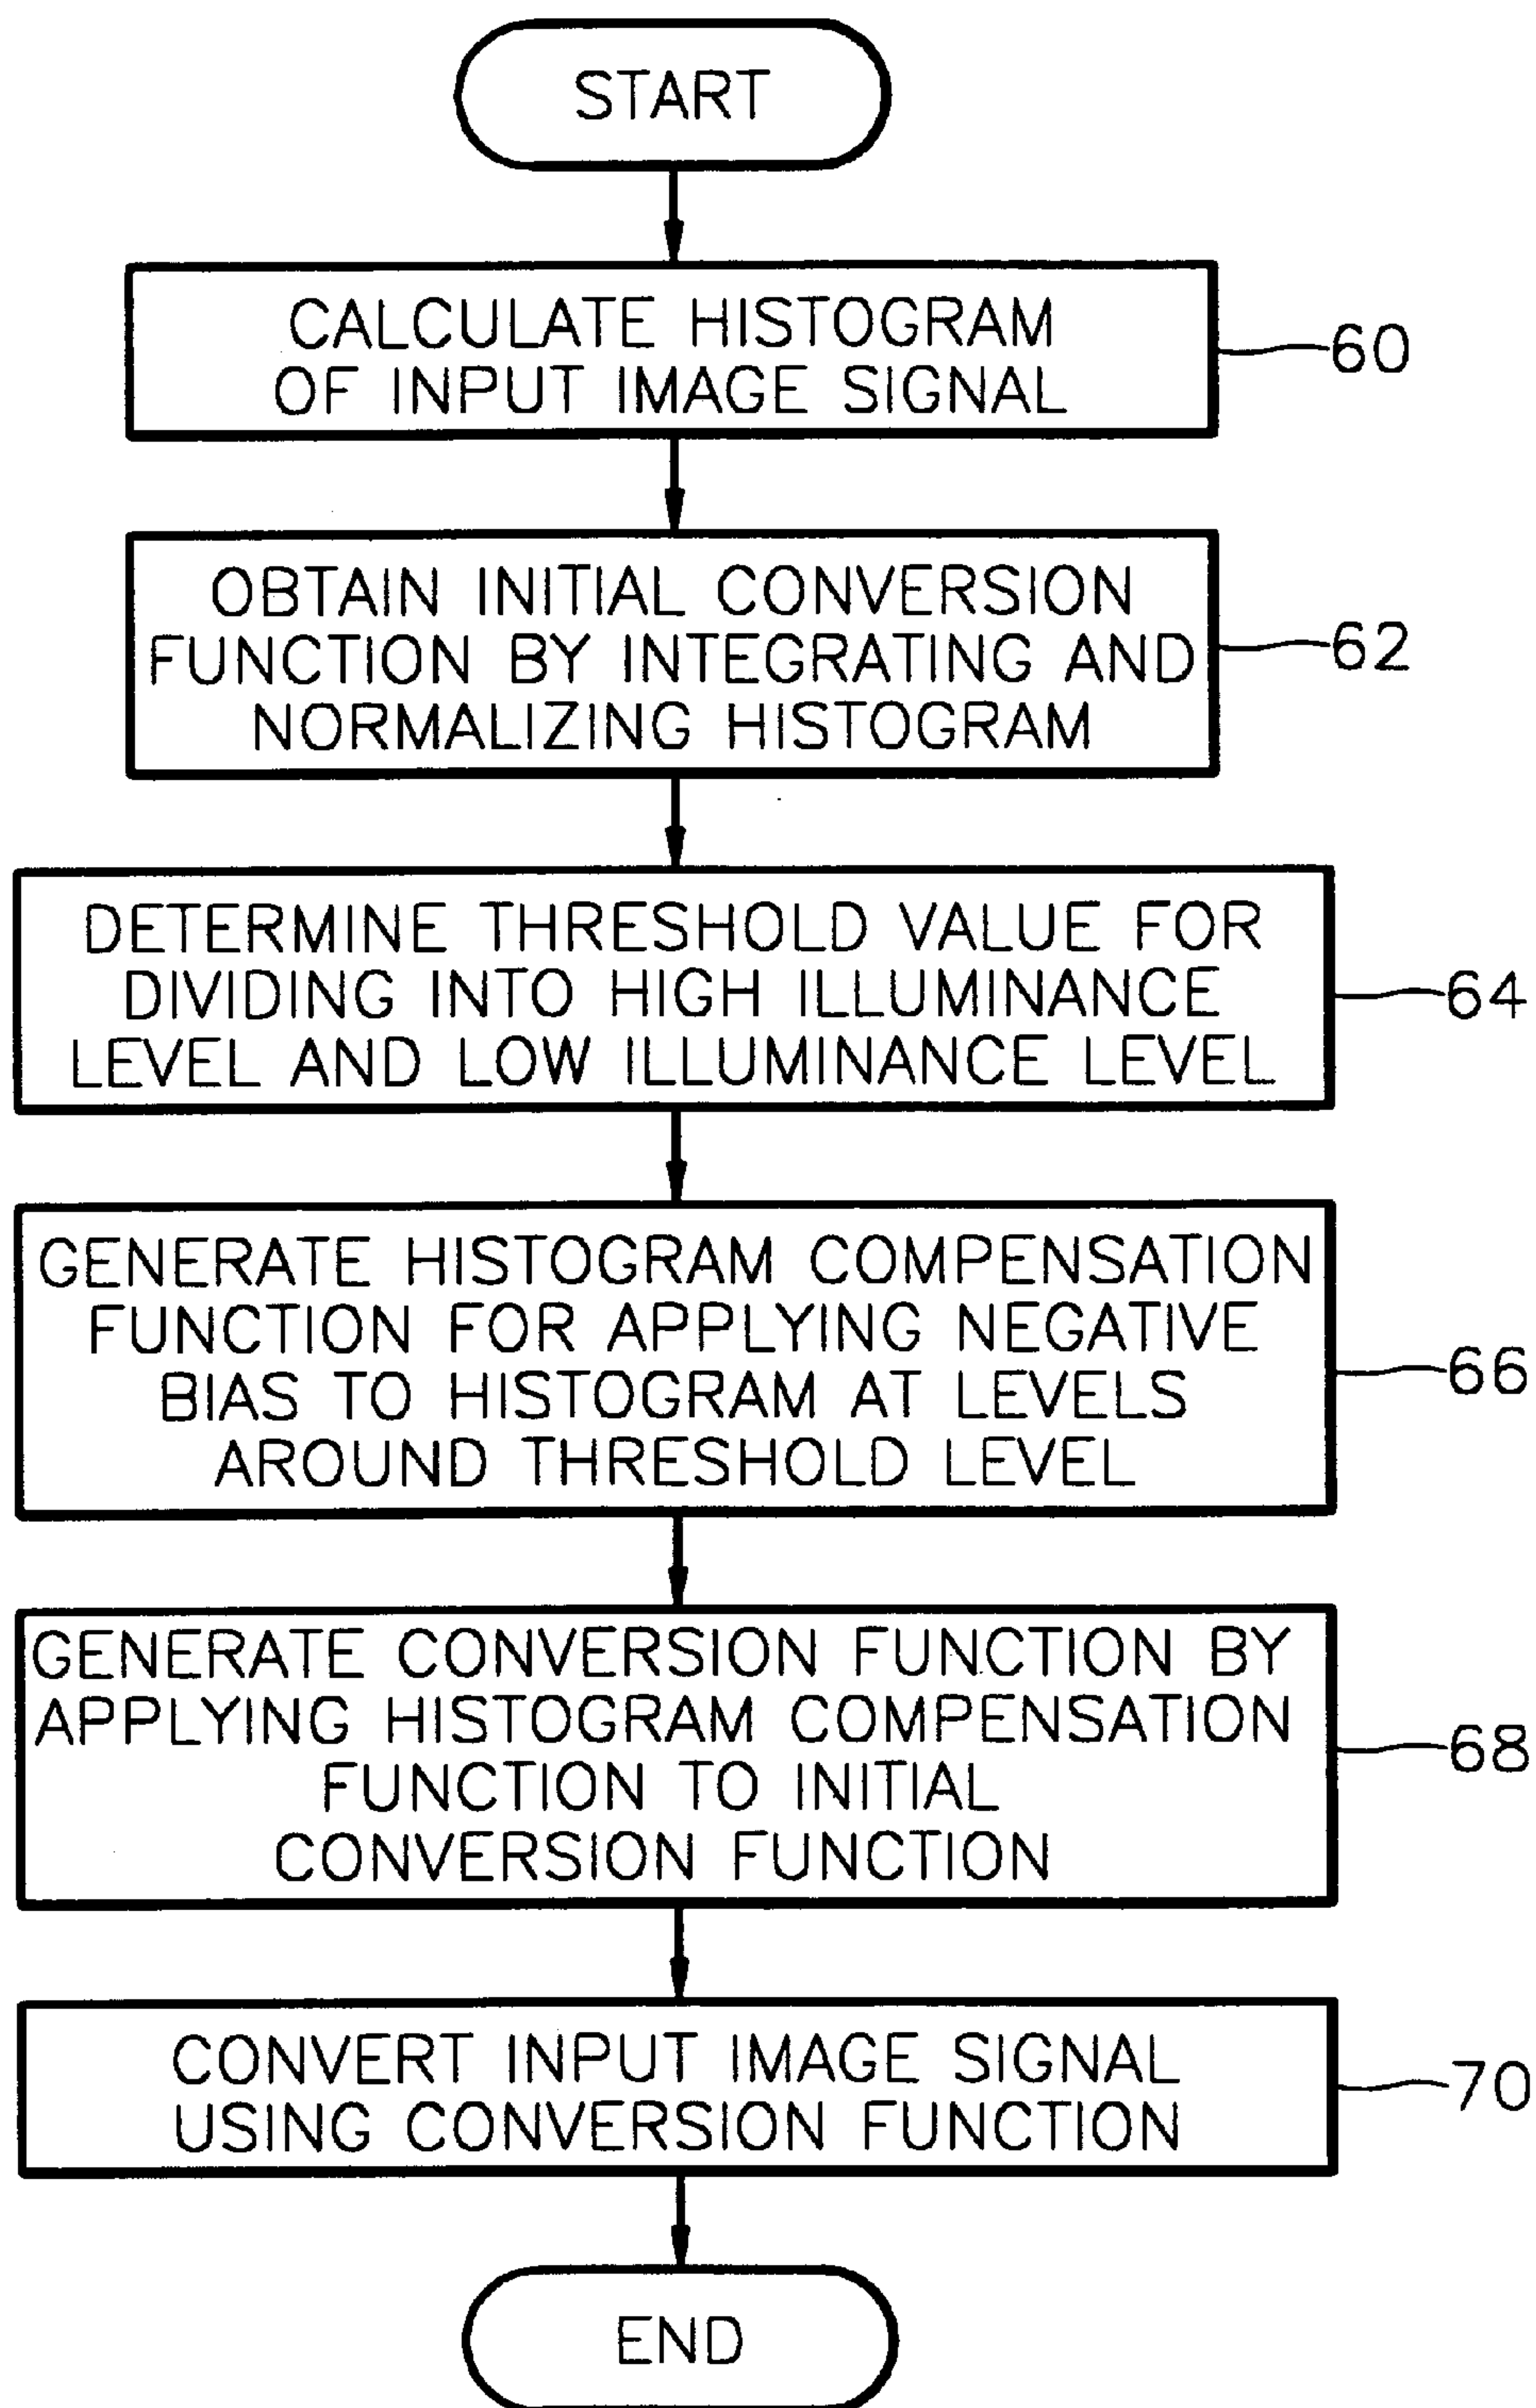 START
CALCULATE HISTOGRAM
OF INPUT IMAGE SIGNAL
60
OBTAIN INITIAL CONVERSION
FUNCTION BY INTEGRATING AND
NORMALIZING HISTOGRAM
62
DETERMINE THRESHOLD VALUE FOR
DIVIDING INTO HIGH ILLUMINANCE
LEVEL AND LOW ILLUMINANCE LEVEL
64
GENERATE HISTOGRAM COMPENSATION
FUNCTION FOR APPLYING NEGATIVE
BIAS TO HISTOGRAM AT LEVELS
AROUND THRESHOLD LEVEL
66
GENERATE CONVERSION FUNCTION BY
APPLYING HISTOGRAM COMPENSATION
FUNCTION TO INITIAL
CONVERSION FUNCTION
68
CONVERT INPUT IMAGE SIGNAL
USING CONVERSION FUNCTION
70
END